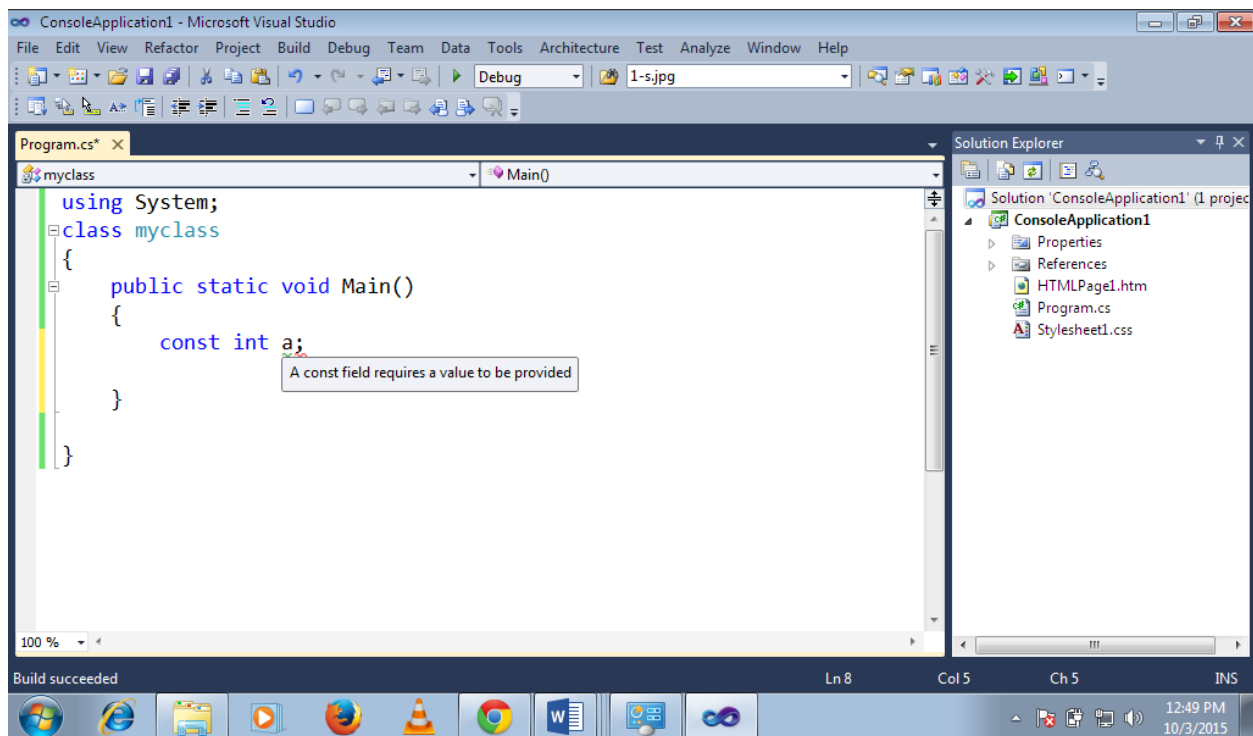 ConsoleApplication1 - Microsoft Visual Studio
File Edit View Refactor Project Build Debug Team Data Tools Architecture Test Analyze Window Help
Debug 1-s.jpg
Program.cs* Solution Explorer
myclass Main()
using System;
class myclass
{
public static void Main()
{
const int a;
A const field requires a value to be provided
}
}
Solution 'ConsoleApplication1' (1 projec
ConsoleApplication1
Properties
References
HTMLPage1.htm
Program.cs
Stylesheet1.css
100 %
Build succeeded Ln 8 Col 5 Ch 5 INS
12:49 PM
10/3/2015